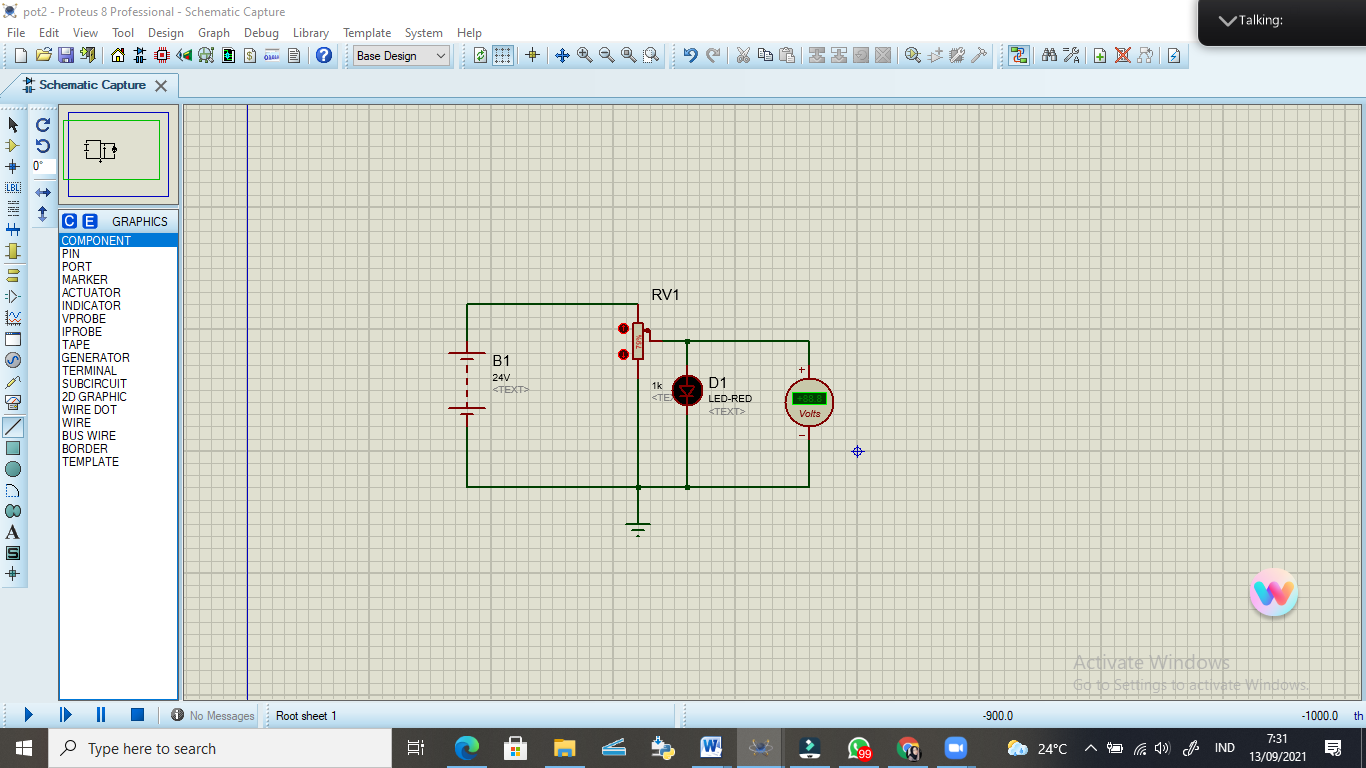 pot2 - Proteus 8 Professional - Schematic Capture
Talking:
File Edit View Tool Design Graph Debug Library Template System Help
Base Design
Schematic Capture
0°
LBL
C E GRAPHICS
COMPONENT
PIN
PORT
MARKER
ACTUATOR
INDICATOR
VPROBE
IPROBE
TAPE
GENERATOR
TERMINAL
SUBCIRCUIT
2D GRAPHIC
WIRE DOT
WIRE
BUS WIRE
BORDER
TEMPLATE
A
S
RV1
79%
B1
24V
<TEXT>
1k
<TE
D1
LED-RED
<TEXT>
+
+88.8
Volts
−
Activate Windows
Go to Settings to activate Windows.
No Messages
Root sheet 1
-900.0
-1000.0
th
Type here to search
99
24°C
IND
7:31
13/09/2021